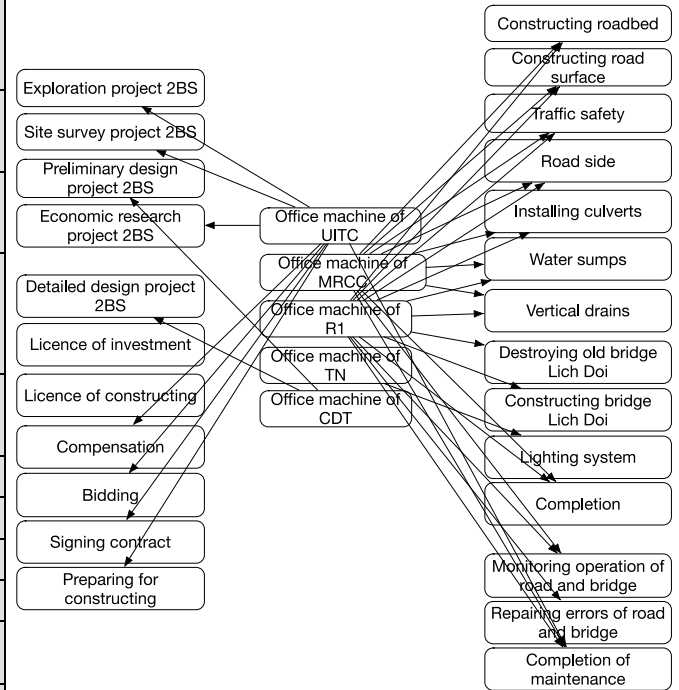 Exploration project 2BS
Site survey project 2BS
Preliminary design
project 2BS
Economic research
project 2BS
Detailed design project
2BS
Licence of investment
Licence of constructing
Compensation
Bidding
Signing contract
Preparing for
constructing
Office machine of
UITC
Office machine of
MRCC
Office machine of
R1
Office machine of
TN
Office machine of
CDT
Constructing roadbed
Constructing road
surface
Traffic safety
Road side
Installing culverts
Water sumps
Vertical drains
Destroying old bridge
Lich Doi
Constructing bridge
Lich Doi
Lighting system
Completion
Monitoring operation of
road and bridge
Repairing errors of road
and bridge
Completion of
maintenance